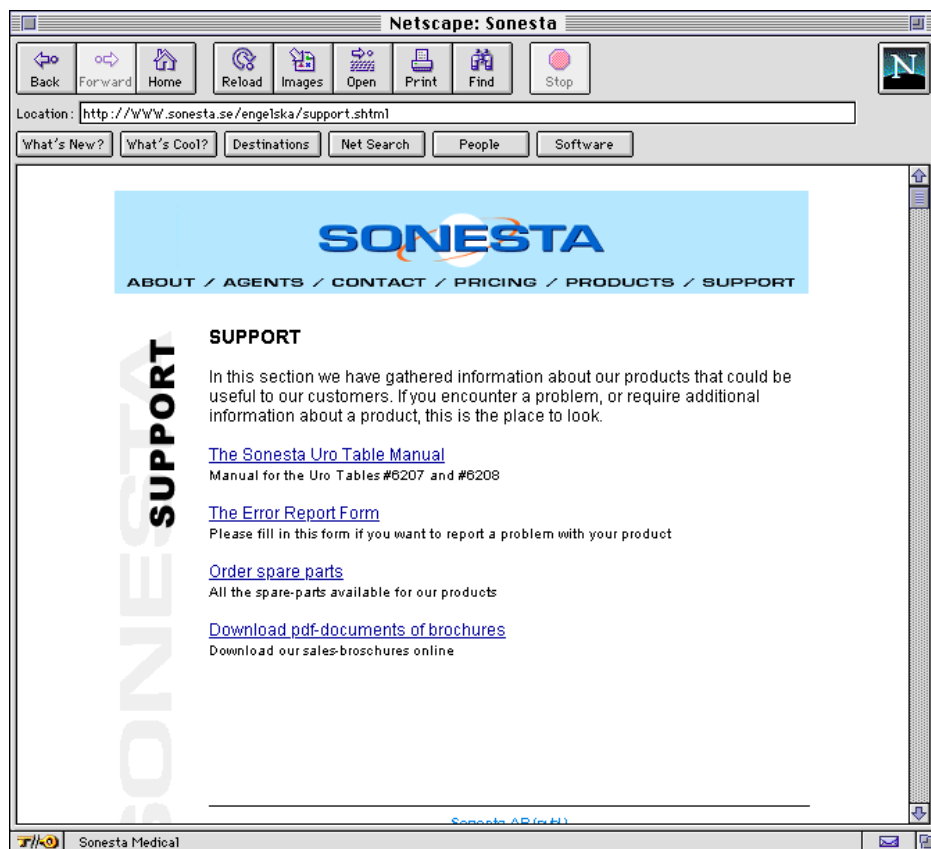 Netscape: Sonesta
Back Forward Home Reload Images Open Print Find Stop
N
Location: http://WWW.sonesta.se/engelska/support.shtml
What's New? What's Cool? Destinations Net Search People Software
SONESTA
ABOUT / AGENTS / CONTACT / PRICING / PRODUCTS / SUPPORT
SONESTA
SUPPORT
SUPPORT
In this section we have gathered information about our products that could be
useful to our customers. If you encounter a problem, or require additional
information about a product, this is the place to look.
The Sonesta Uro Table Manual
Manual for the Uro Tables #6207 and #6208
The Error Report Form
Please fill in this form if you want to report a problem with your product
Order spare parts
All the spare-parts available for our products
Download pdf-documents of brochures
Download our sales-broschures online
Sonesta AB (publ)
Sonesta Medical